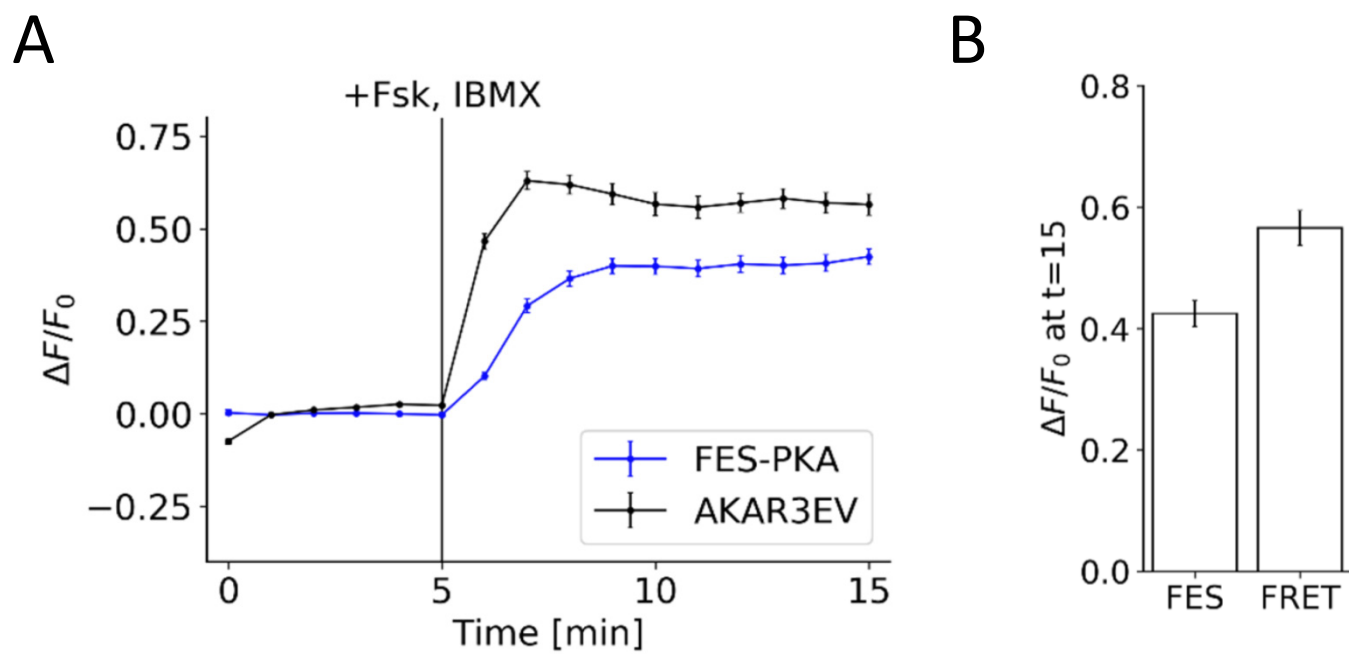 A
+Fsk, IBMX
0.75
0.50
0.25
0.00
−0.25
ΔF/F₀
0 5 10 15
Time [min]
FES-PKA
AKAR3EV
B
0.8
0.6
0.4
0.2
0.0
ΔF/F₀ at t=15
FES FRET